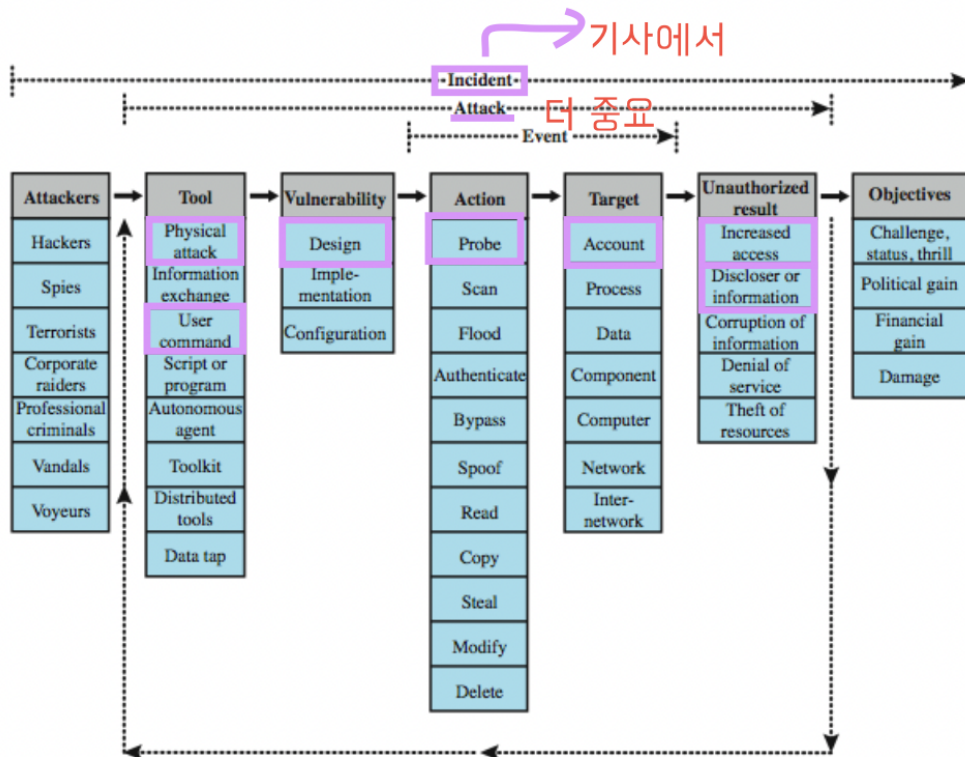 기사에서
Incident
Attack
더 중요
Event
Attackers
Tool
Vulnerability
Action
Target
Unauthorized
result
Objectives
Hackers
Spies
Terrorists
Corporate
raiders
Professional
criminals
Vandals
Voyeurs
Physical
attack
Information
exchange
User
command
Script or
program
Autonomous
agent
Toolkit
Distributed
tools
Data tap
Design
Imple-
mentation
Configuration
Probe
Scan
Flood
Authenticate
Bypass
Spoof
Read
Copy
Steal
Modify
Delete
Account
Process
Data
Component
Computer
Network
Inter-
network
Increased
access
Discloser or
information
Corruption of
information
Denial of
service
Theft of
resources
Challenge,
status, thrill
Political gain
Financial
gain
Damage